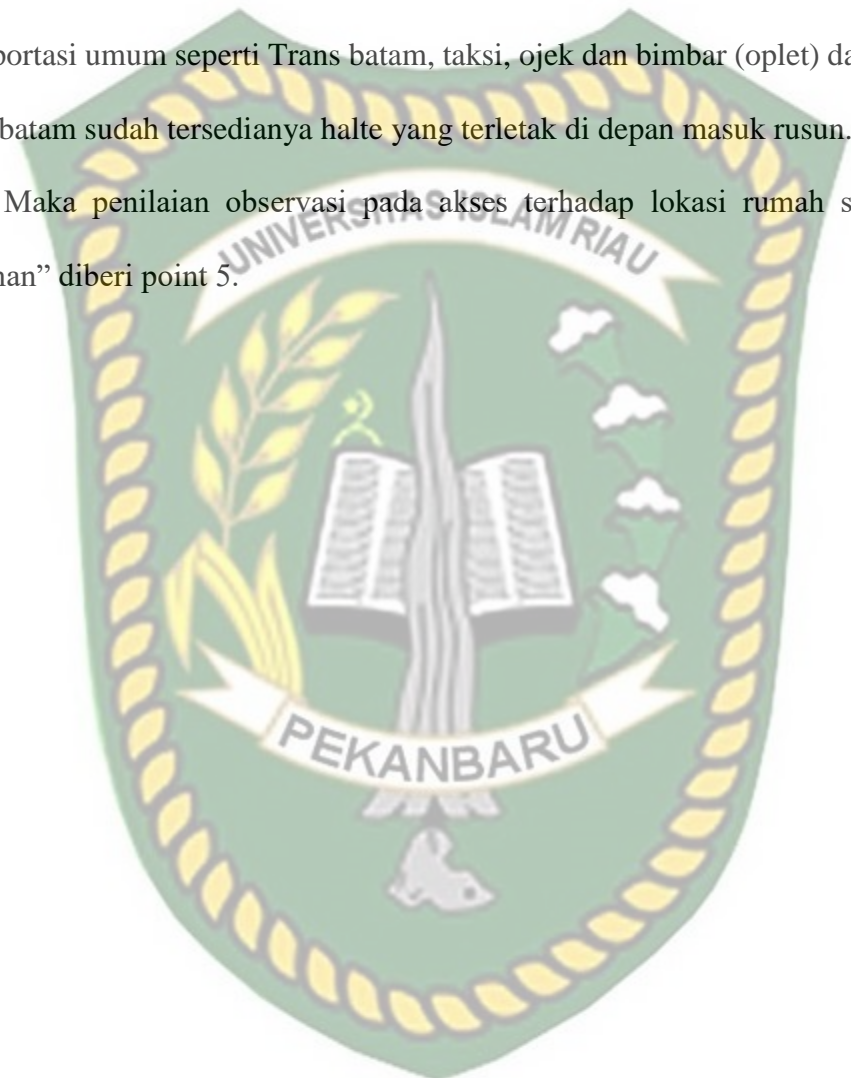 portasi umum seperti Trans batam, taksi, ojek dan bimbar (oplet) da
batam sudah tersedianya halte yang terletak di depan masuk rusun.
Maka penilaian observasi pada akses terhadap lokasi rumah s
nan” diberi point 5.
UNIVERSITAS ISLAM RIAU
PEKANBARU